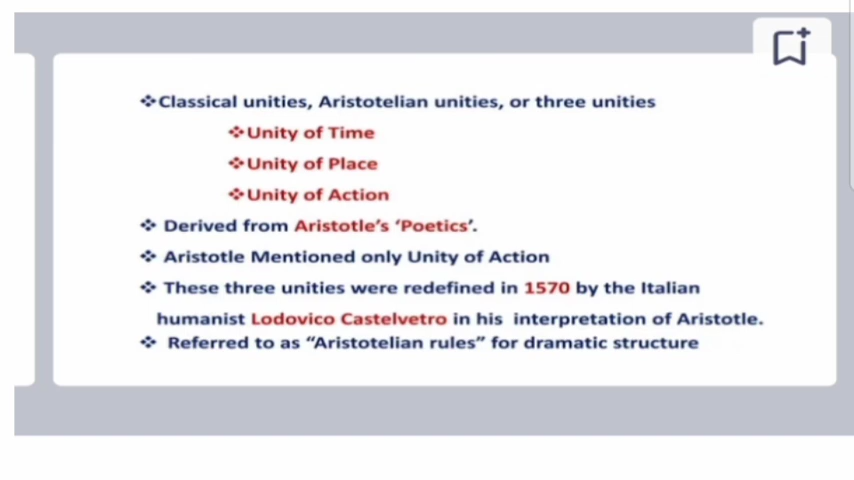 ❖Classical unities, Aristotelian unities, or three unities
❖Unity of Time
❖Unity of Place
❖Unity of Action
❖ Derived from Aristotle's 'Poetics'.
❖ Aristotle Mentioned only Unity of Action
❖ These three unities were redefined in 1570 by the Italian
humanist Lodovico Castelvetro in his interpretation of Aristotle.
❖ Referred to as “Aristotelian rules” for dramatic structure